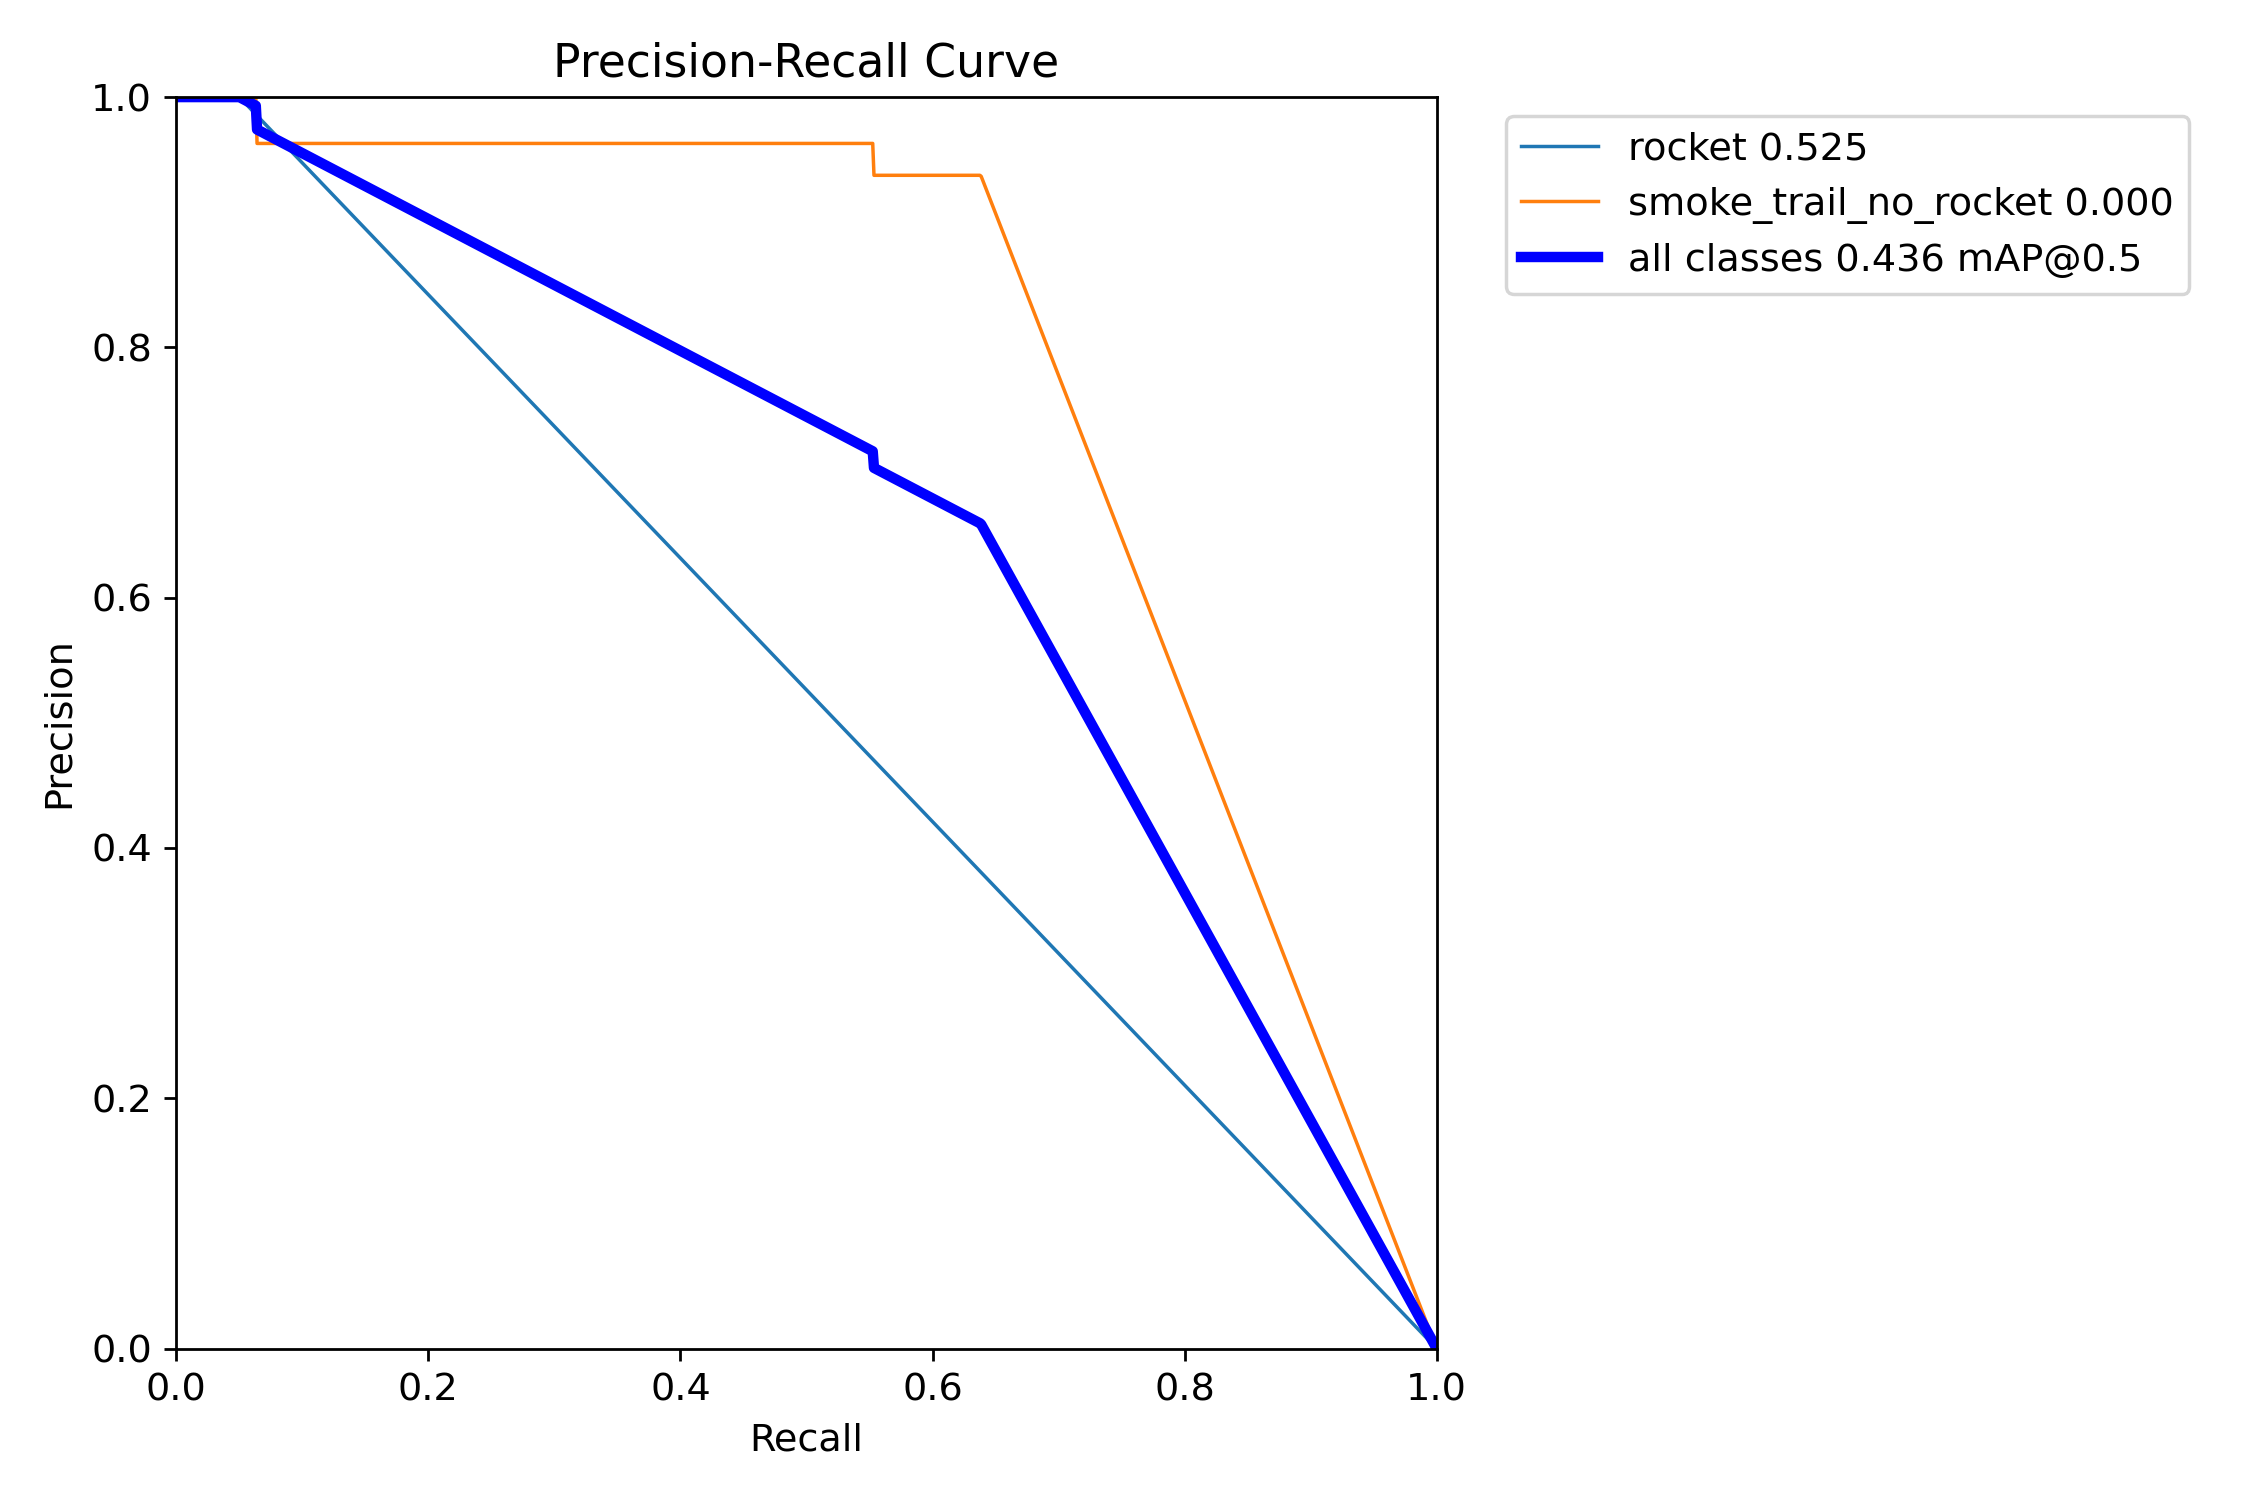 Precision-Recall Curve
1.0
0.8
0.6
0.4
0.2
0.0
Precision
0.0 0.2 0.4 0.6 0.8 1.0
Recall
rocket 0.525
smoke_trail_no_rocket 0.000
all classes 0.436 mAP@0.5